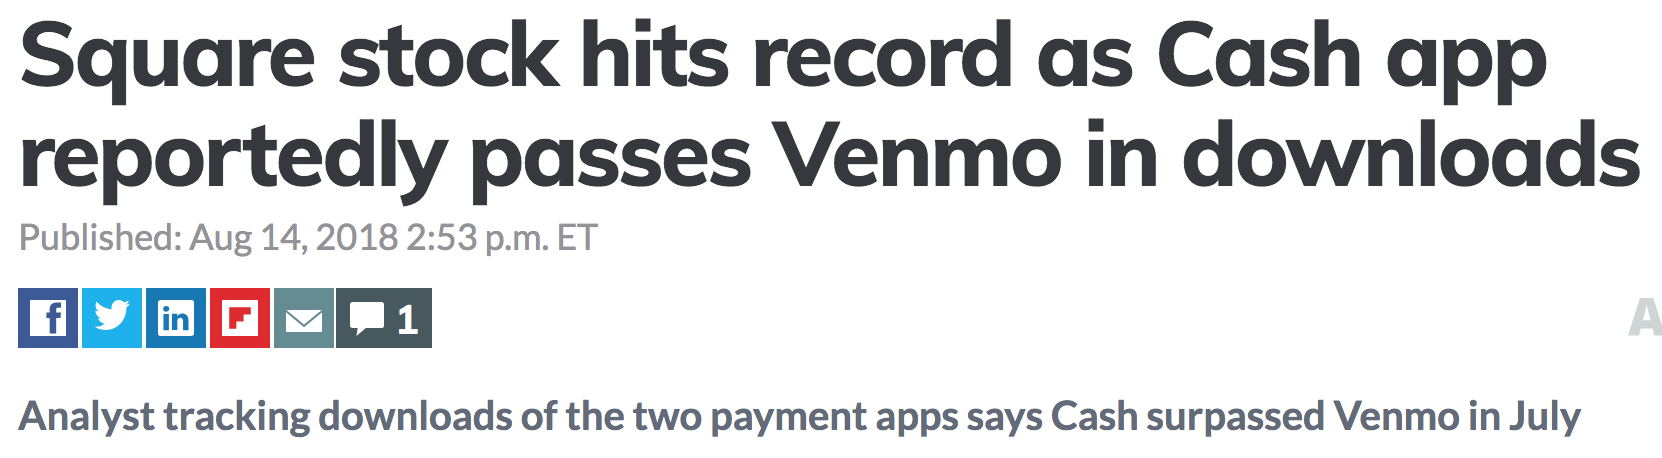 Square stock hits record as Cash app
reportedly passes Venmo in downloads
Published: Aug 14, 2018 2:53 p.m. ET
f in 1
A
Analyst tracking downloads of the two payment apps says Cash surpassed Venmo in July